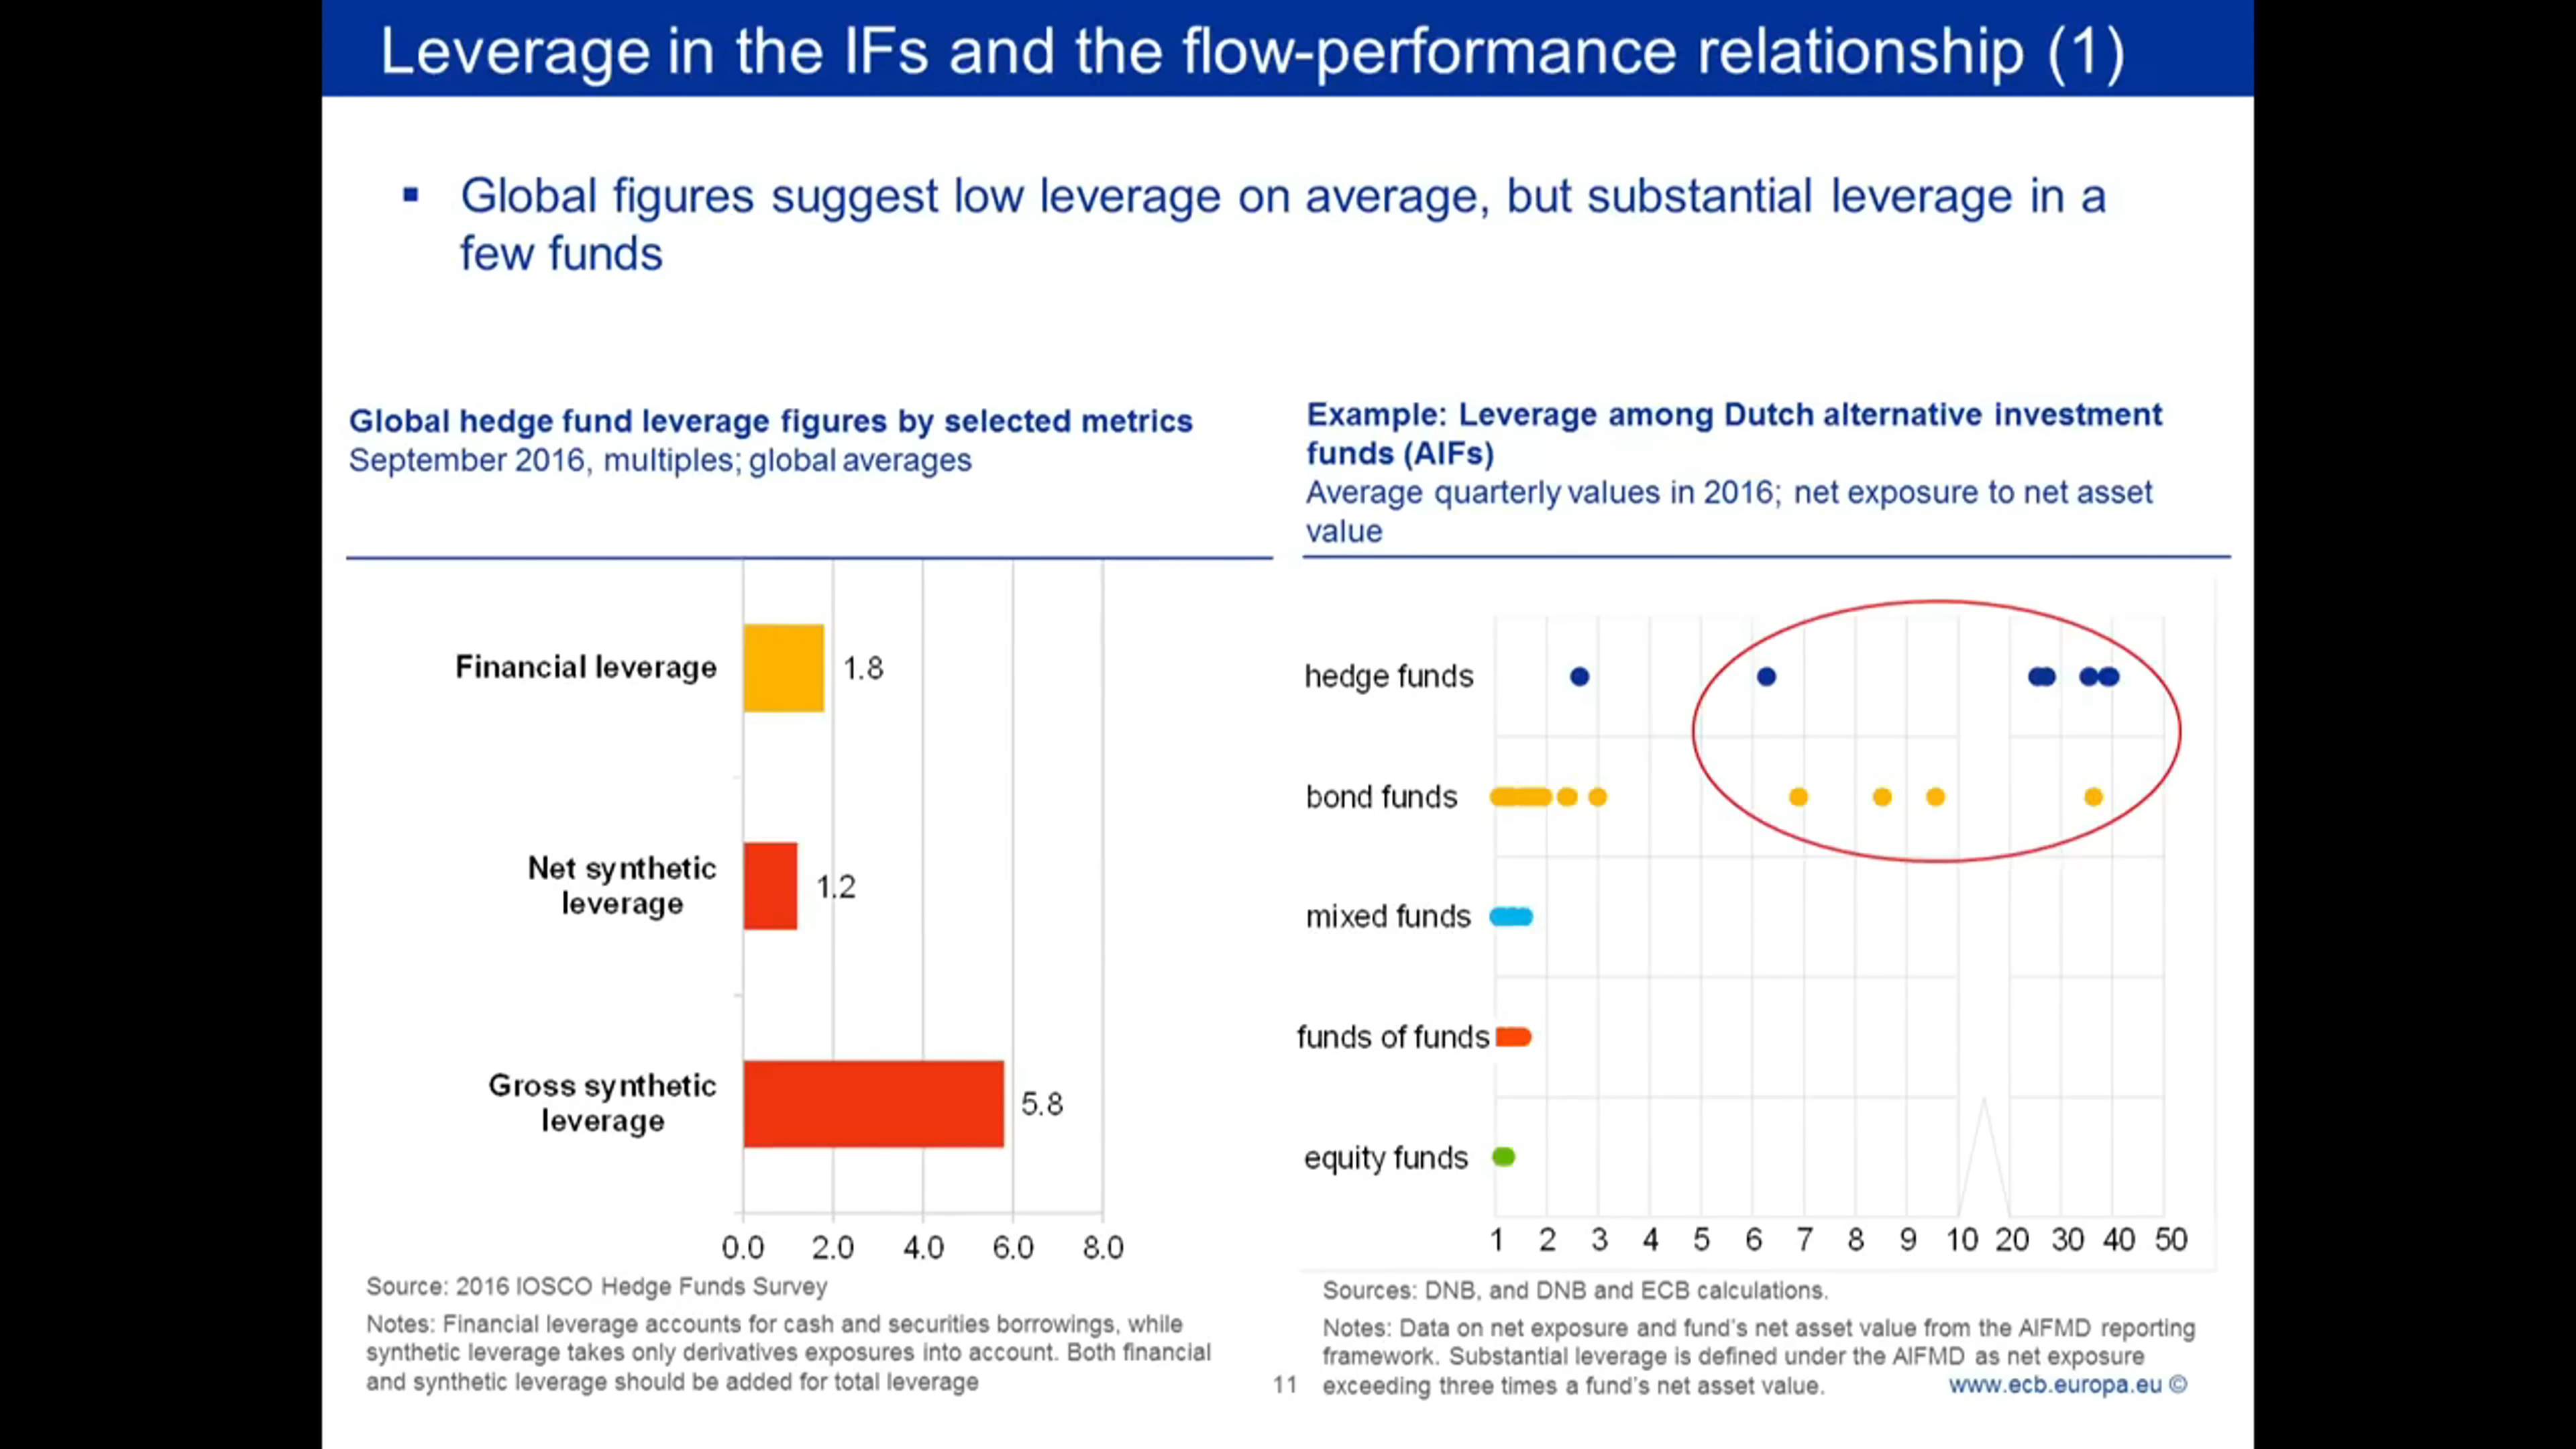 Leverage in the IFs and the flow-performance relationship (1)
▪ Global figures suggest low leverage on average, but substantial leverage in a
few funds
Global hedge fund leverage figures by selected metrics
September 2016, multiples; global averages
Financial leverage
1.8
Net synthetic
leverage
1.2
Gross synthetic
leverage
5.8
0.0 2.0 4.0 6.0 8.0
Source: 2016 IOSCO Hedge Funds Survey
Notes: Financial leverage accounts for cash and securities borrowings, while
synthetic leverage takes only derivatives exposures into account. Both financial
and synthetic leverage should be added for total leverage
Example: Leverage among Dutch alternative investment
funds (AIFs)
Average quarterly values in 2016; net exposure to net asset
value
hedge funds
bond funds
mixed funds
funds of funds
equity funds
1 2 3 4 5 6 7 8 9 10 20 30 40 50
Sources: DNB, and DNB and ECB calculations.
Notes: Data on net exposure and fund's net asset value from the AIFMD reporting
framework. Substantial leverage is defined under the AIFMD as net exposure
exceeding three times a fund's net asset value.
11
www.ecb.europa.eu ©